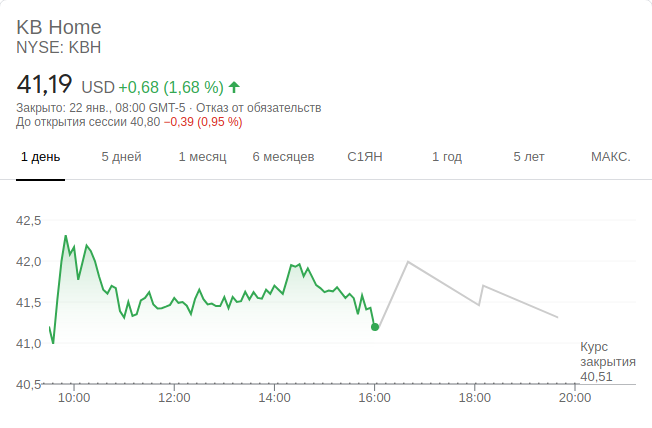 KB Home
NYSE: KBH
41,19 USD +0,68 (1,68 %)
Закрыто: 22 янв., 08:00 GMT-5 · Отказ от обязательств
До открытия сессии 40,80 −0,39 (0,95 %)
1 день 5 дней 1 месяц 6 месяцев С1ЯН 1 год 5 лет МАКС.
42,5
42,0
41,5
41,0
Курс
закрытия
40,51
40,5
10:00 12:00 14:00 16:00 18:00 20:00